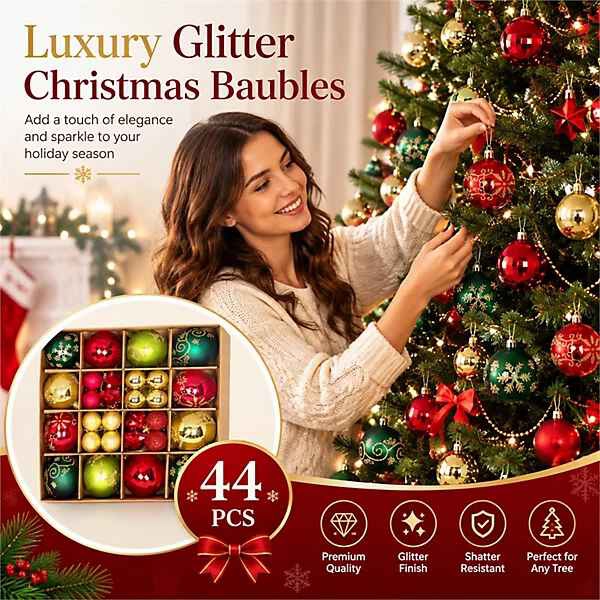 Luxury Glitter
Christmas Baubles
Add a touch of elegance
and sparkle to your
holiday season
44
PCS
Premium
Quality
Glitter
Finish
Shatter
Resistant
Perfect for
Any Tree